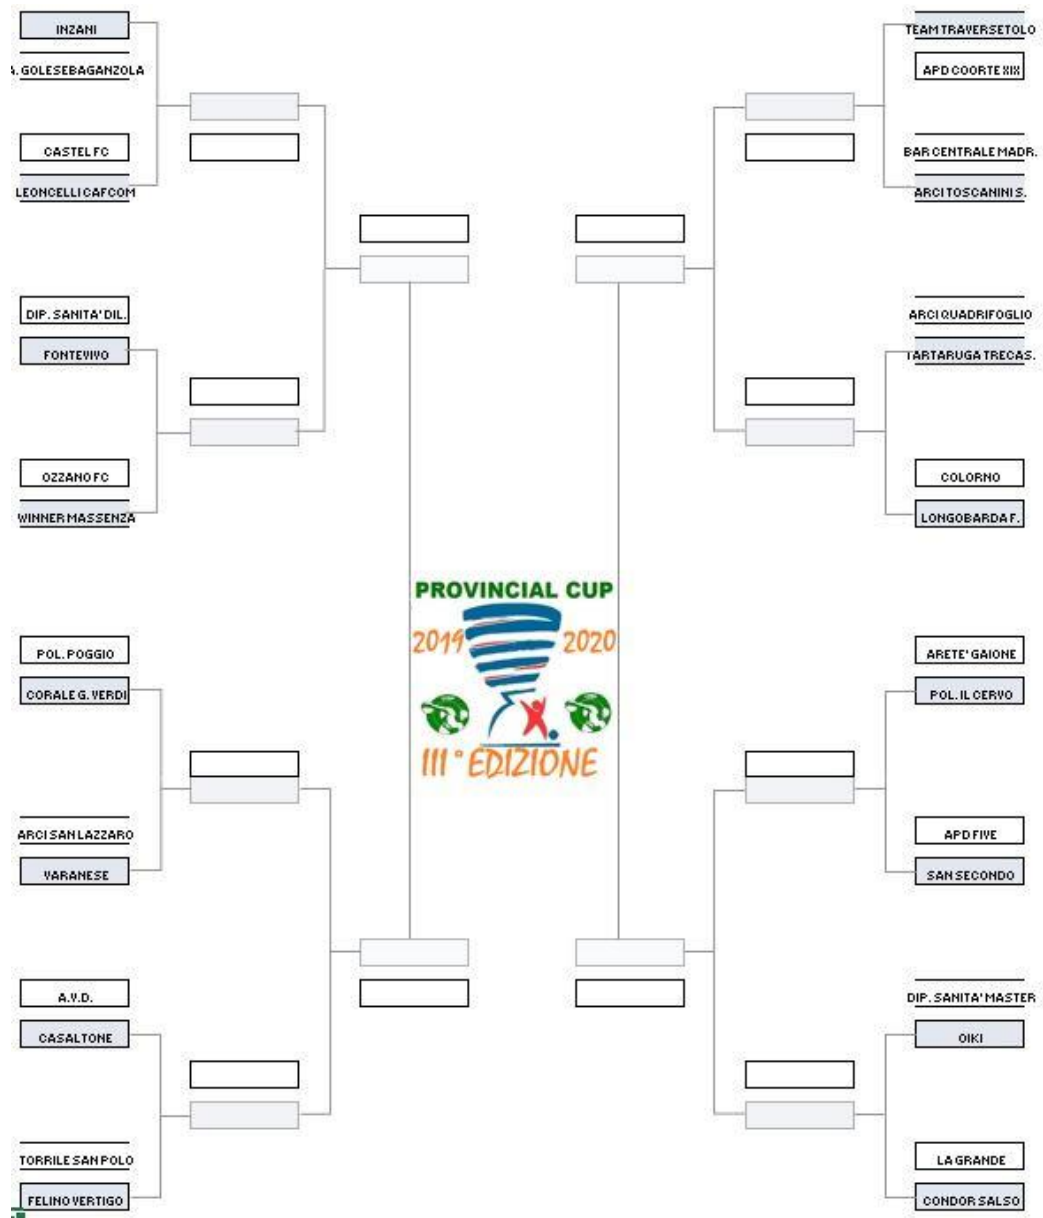 INZANI
A. GOLESE BAGANZOLA
CASTEL FC
LEONCELLI CAFCOM
DIP. SANITA' DIL.
FONTEVIVO
OZZANO FC
WINNER MASSENZA
POL. POGGIO
CORALE G. VERDI
ARCI SAN LAZZARO
VARANESE
A.V.D.
CASALTONE
TORRILE SAN POLO
FELINO VERTIGO
PROVINCIAL CUP
2019 2020
III° EDIZIONE
TEAM TRAVERSETOLO
APD COORTE XIX
BAR CENTRALE MADR.
ARCI TOSCANINI S.
ARCI QUADRIFOGLIO
TARTARUGA TRECAS.
COLORNO
LONGOBARDA F.
ARETE' GAIONE
POL. IL CERVO
APD FIVE
SAN SECONDO
DIP. SANITA' MASTER
OIKI
LA GRANDE
CONDOR SALSO